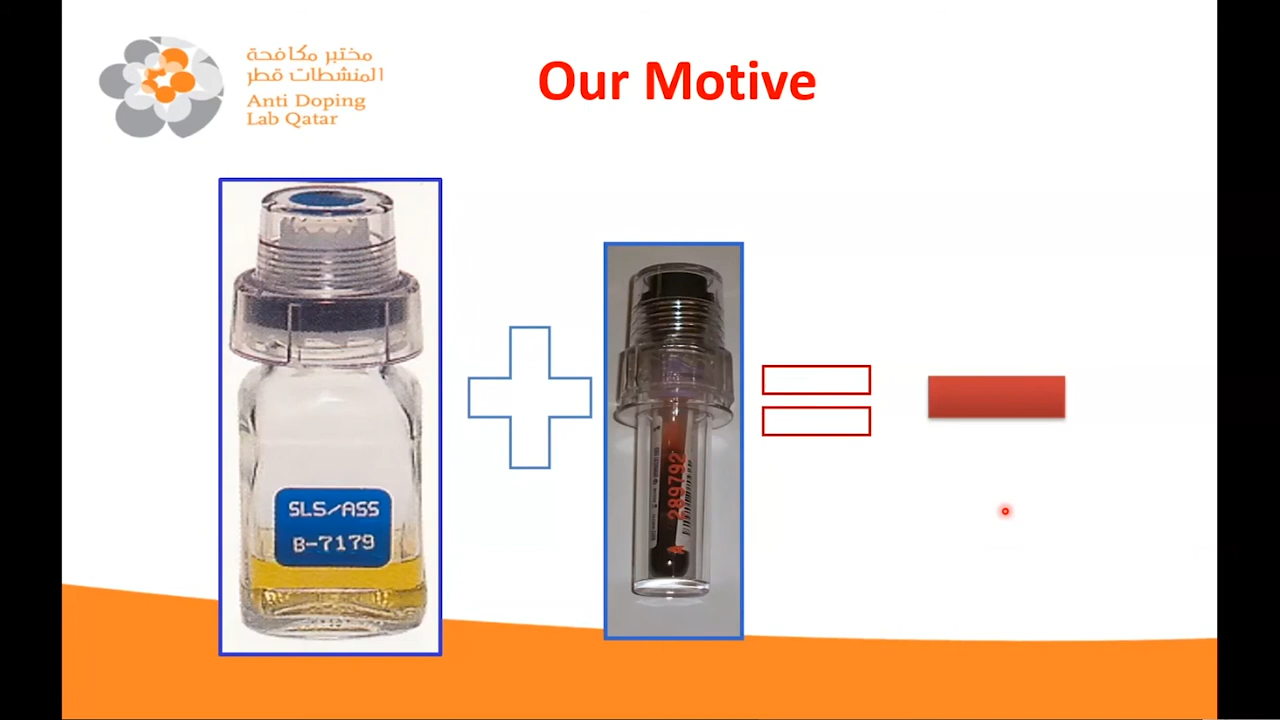 مختبر مكافحة
المنشطات قطر
Anti Doping
Lab Qatar
Our Motive
SLS/ASS
B-7179
A 289792